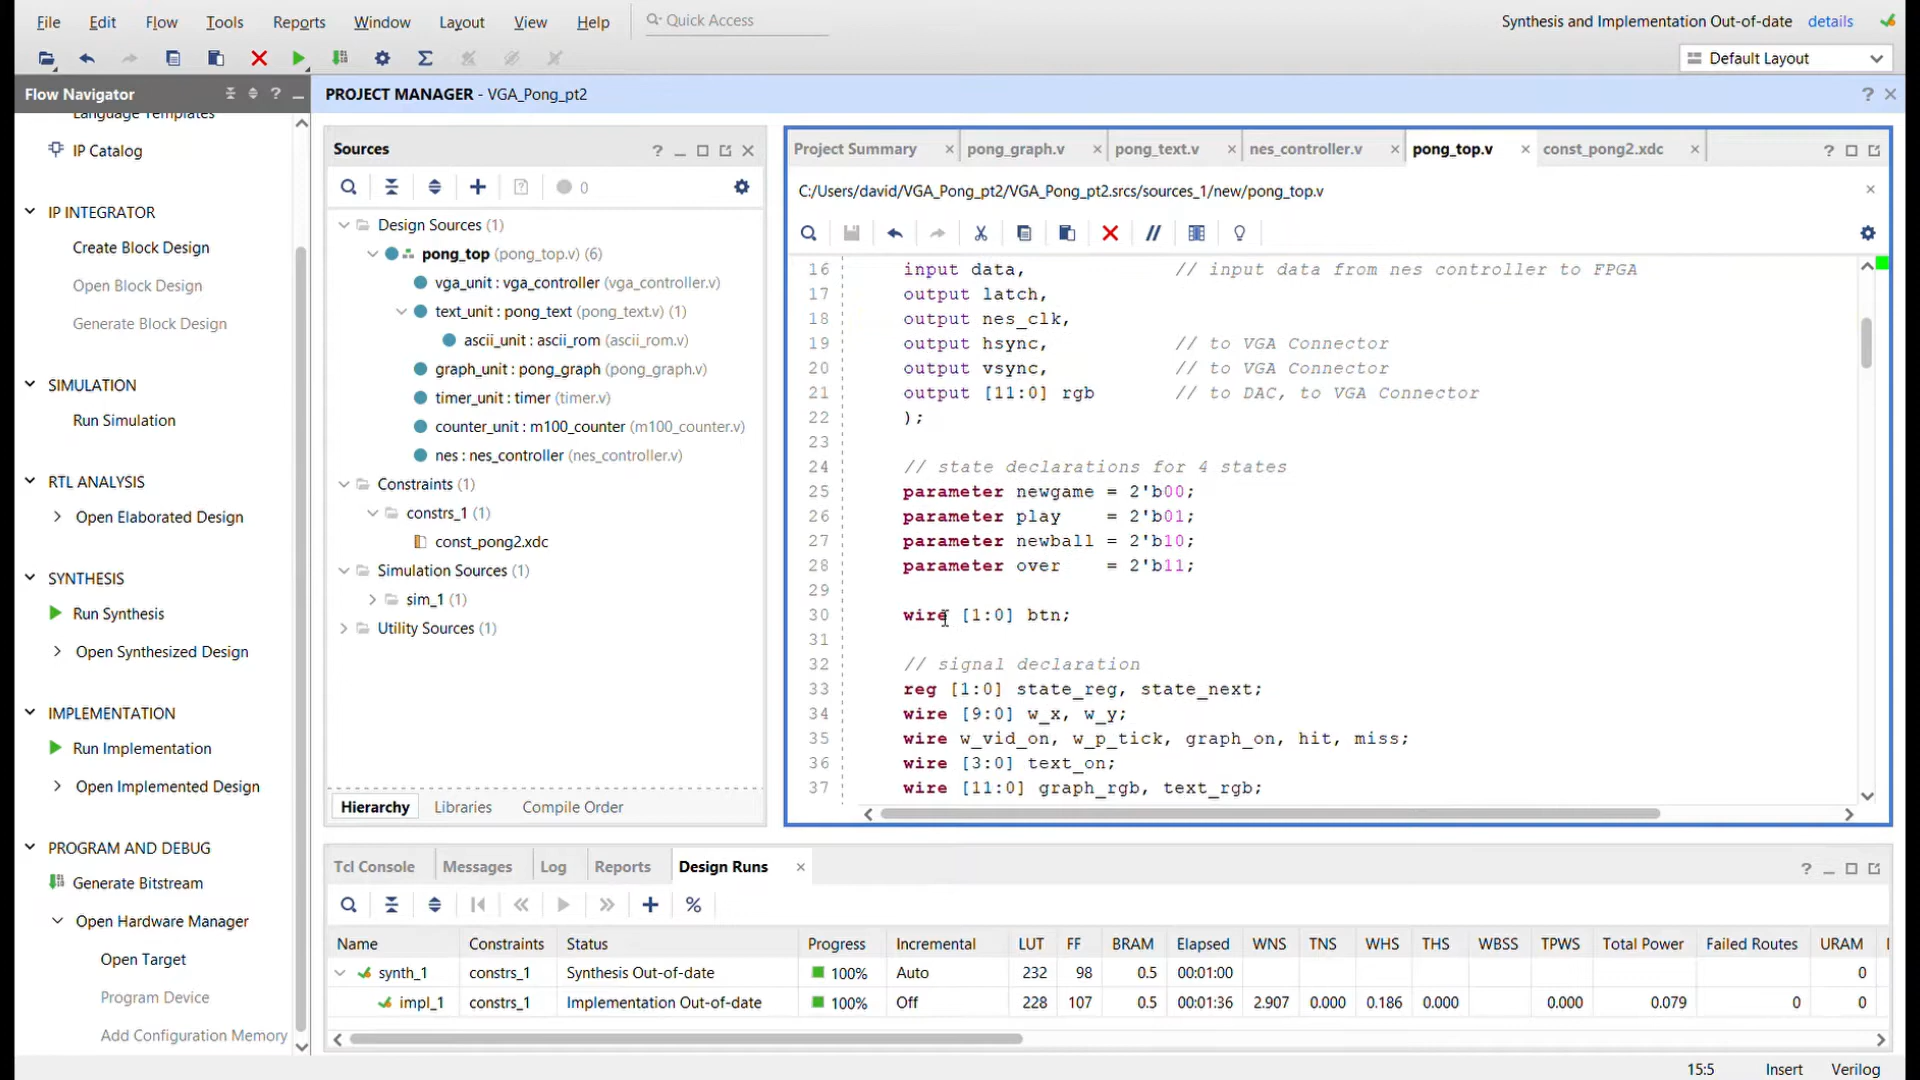 File Edit Flow Tools Reports Window Layout View Help Quick Access
Synthesis and Implementation Out-of-date details
Default Layout
Flow Navigator
PROJECT MANAGER - VGA_Pong_pt2
Language Templates
IP Catalog
IP INTEGRATOR
Create Block Design
Open Block Design
Generate Block Design
SIMULATION
Run Simulation
RTL ANALYSIS
Open Elaborated Design
SYNTHESIS
Run Synthesis
Open Synthesized Design
IMPLEMENTATION
Run Implementation
Open Implemented Design
PROGRAM AND DEBUG
Generate Bitstream
Open Hardware Manager
Open Target
Program Device
Add Configuration Memory
Sources
0
Design Sources (1)
pong_top (pong_top.v) (6)
vga_unit : vga_controller (vga_controller.v)
text_unit : pong_text (pong_text.v) (1)
ascii_unit : ascii_rom (ascii_rom.v)
graph_unit : pong_graph (pong_graph.v)
timer_unit : timer (timer.v)
counter_unit : m100_counter (m100_counter.v)
nes : nes_controller (nes_controller.v)
Constraints (1)
constrs_1 (1)
const_pong2.xdc
Simulation Sources (1)
sim_1 (1)
Utility Sources (1)
Hierarchy Libraries Compile Order
Project Summary pong_graph.v pong_text.v nes_controller.v pong_top.v const_pong2.xdc
C:/Users/david/VGA_Pong_pt2/VGA_Pong_pt2.srcs/sources_1/new/pong_top.v
16 input data, // input data from nes controller to FPGA
17 output latch,
18 output nes_clk,
19 output hsync, // to VGA Connector
20 output vsync, // to VGA Connector
21 output [11:0] rgb // to DAC, to VGA Connector
22 );
23
24 // state declarations for 4 states
25 parameter newgame = 2'b00;
26 parameter play = 2'b01;
27 parameter newball = 2'b10;
28 parameter over = 2'b11;
29
30 wire [1:0] btn;
31
32 // signal declaration
33 reg [1:0] state_reg, state_next;
34 wire [9:0] w_x, w_y;
35 wire w_vid_on, w_p_tick, graph_on, hit, miss;
36 wire [3:0] text_on;
37 wire [11:0] graph_rgb, text_rgb;
Tcl Console Messages Log Reports Design Runs
Name Constraints Status Progress Incremental LUT FF BRAM Elapsed WNS TNS WHS THS WBSS TPWS Total Power Failed Routes URAM
synth_1 constrs_1 Synthesis Out-of-date 100% Auto 232 98 0.5 00:01:00 0
impl_1 constrs_1 Implementation Out-of-date 100% Off 228 107 0.5 00:01:36 2.907 0.000 0.186 0.000 0.000 0.079 0 0
15:5 Insert Verilog